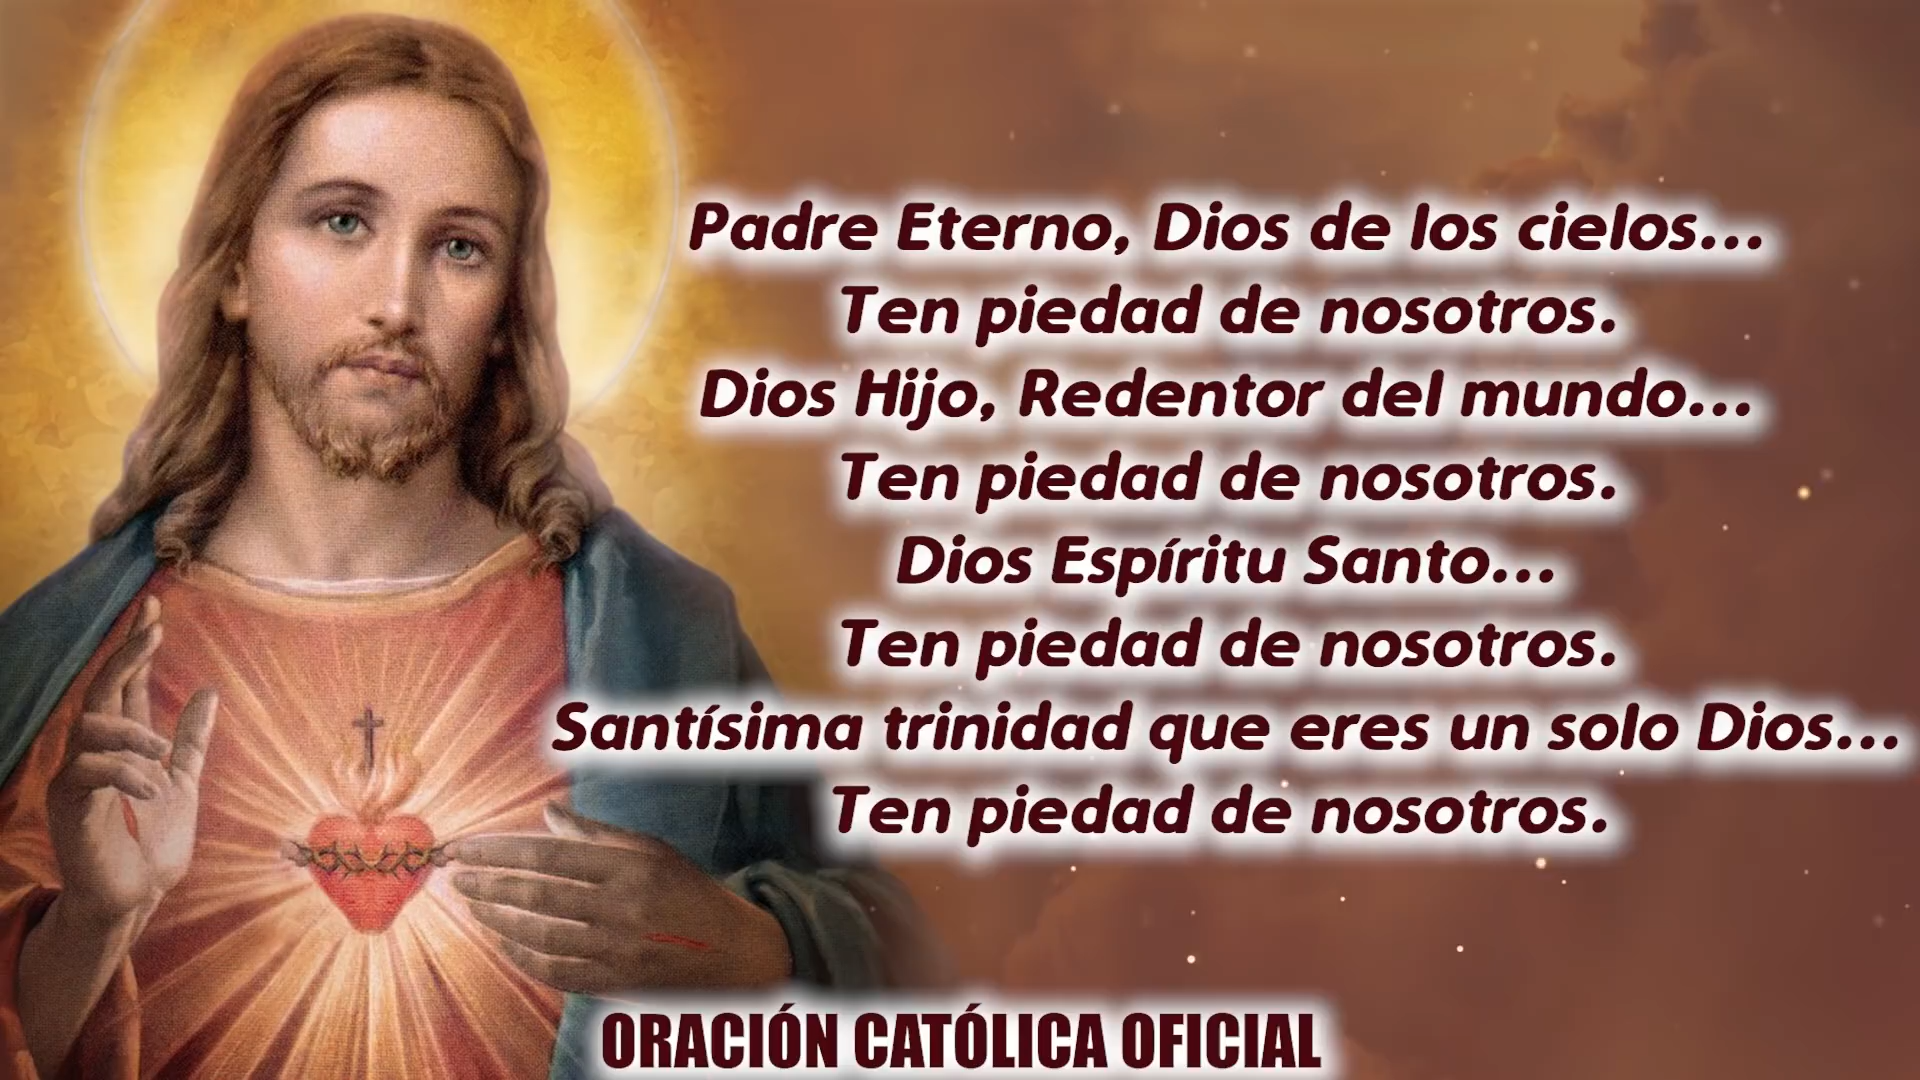 Padre Eterno, Dios de los cielos...
Ten piedad de nosotros.
Dios Hijo, Redentor del mundo...
Ten piedad de nosotros.
Dios Espíritu Santo...
Ten piedad de nosotros.
Santísima trinidad que eres un solo Dios...
Ten piedad de nosotros.
ORACIÓN CATÓLICA OFICIAL